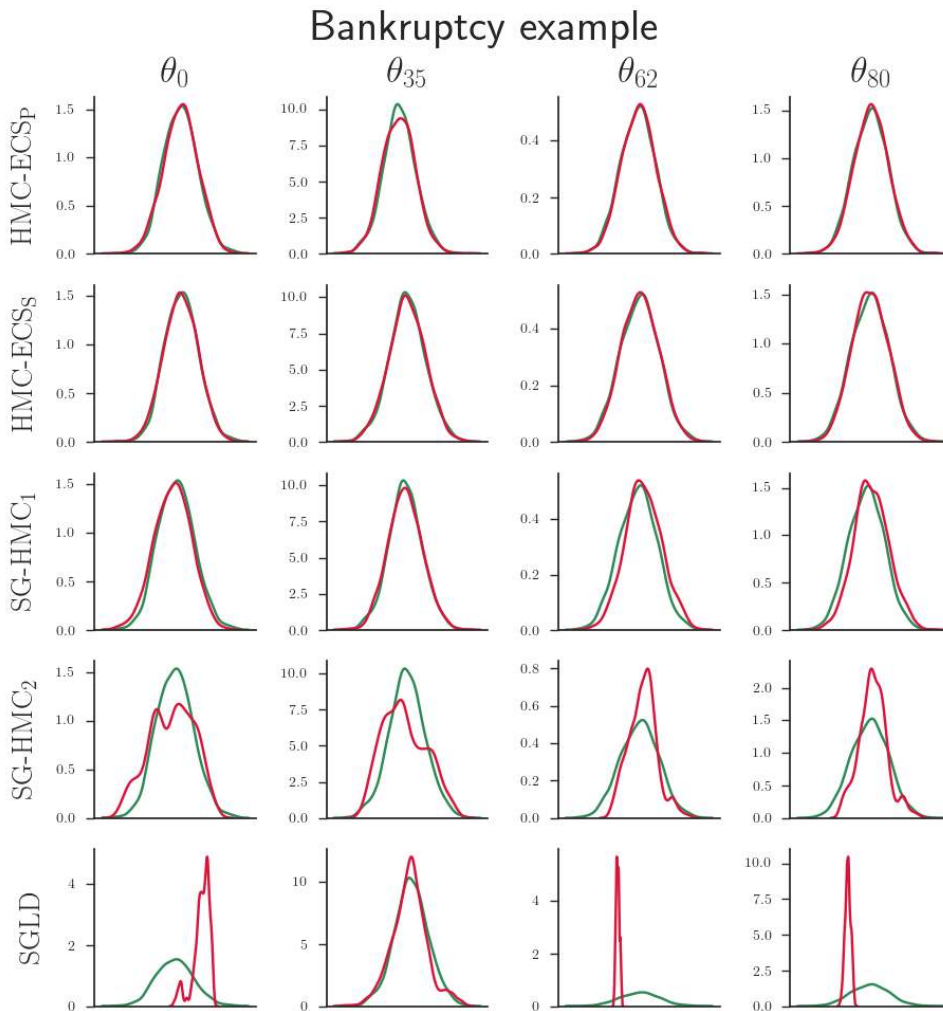 Bankruptcy example
θ₀ θ₃₅ θ₆₂ θ₈₀
HMC-ECS_P
1.5 10.0 1.5
7.5 0.4
1.0 1.0
5.0
0.2
0.5 2.5 0.5
0.0 0.0 0.0 0.0
HMC-ECS_S
1.5 10.0 1.5
7.5 0.4
1.0 1.0
5.0
0.2
0.5 2.5 0.5
0.0 0.0 0.0 0.0
SG-HMC₁
1.5 10.0 1.5
7.5 0.4
1.0 1.0
5.0
0.2
0.5 2.5 0.5
0.0 0.0 0.0 0.0
SG-HMC₂
1.5 10.0 0.8
2.0
7.5 0.6
1.0 1.5
5.0 0.4
1.0
0.5 2.5 0.2 0.5
0.0 0.0 0.0 0.0
SGLD
10.0
4 10 4
7.5
2 5 2 5.0
2.5
0 0 0 0.0